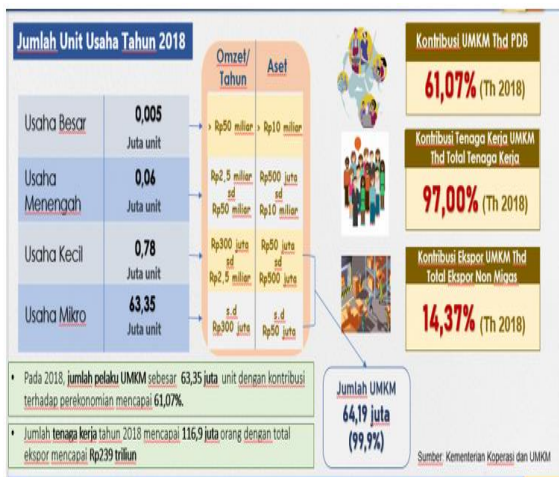 Jumlah Unit Usaha Tahun 2018
Omzet/
Tahun
Aset
Usaha Besar
0,005
Juta unit
> Rp50 miliar
> Rp10 miliar
Usaha
Menengah
0,06
Juta unit
Rp2,5 miliar
sd
Rp50 miliar
Rp500 juta
sd
Rp10 miliar
Usaha Kecil
0,78
Juta unit
Rp300 juta
sd
Rp2,5 miliar
Rp50 juta
sd
Rp500 juta
Usaha Mikro
63,35
Juta unit
s.d
Rp300 juta
s.d
Rp50 juta
Kontribusi UMKM Thd PDB
61,07% (Th 2018)
Kontribusi Tenaga Kerja UMKM
Thd Total Tenaga Kerja
97,00% (Th 2018)
Kontribusi Ekspor UMKM Thd
Total Ekspor Non Migas
14,37% (Th 2018)
• Pada 2018, jumlah pelaku UMKM sebesar 63,35 juta unit dengan kontribusi
terhadap perekonomian mencapai 61,07%.
• Jumlah tenaga kerja tahun 2018 mencapai 116,9 juta orang dengan total
ekspor mencapai Rp239 triliun
Jumlah UMKM
64,19 juta
(99,9%)
Sumber: Kementerian Koperasi dan UMKM